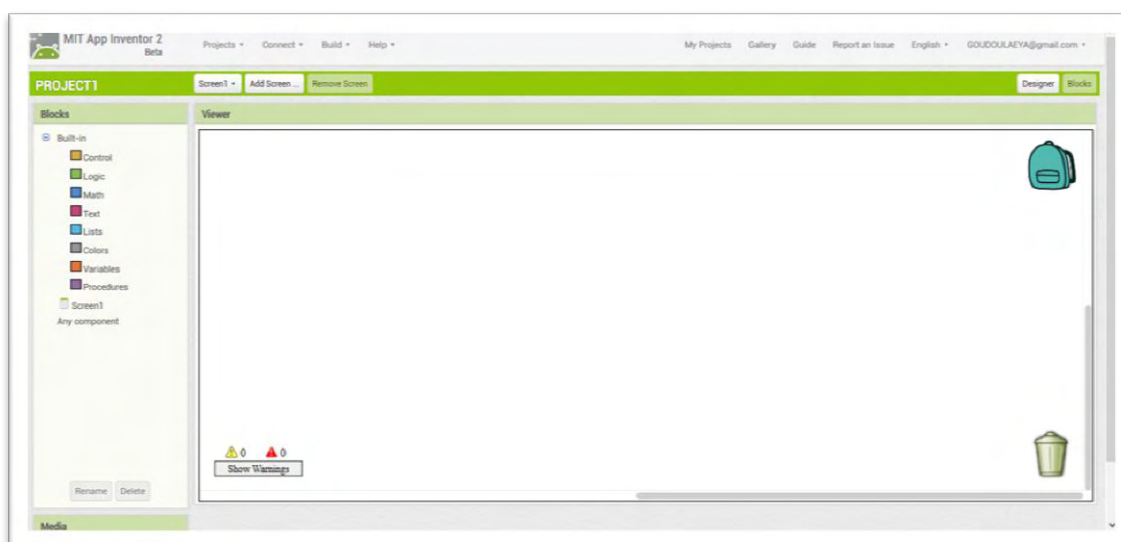 MIT App Inventor 2
Beta
Projects Connect Build Help My Projects Gallery Guide Report an Issue English GOUDOULAEYA@gmail.com
PROJECT1 Screen1 Add Screen ... Remove Screen Designer Blocks
Blocks Viewer
Built-in
Control
Logic
Math
Text
Lists
Colors
Variables
Procedures
Screen1
Any component
0 0
Show Warnings
Rename Delete
Media